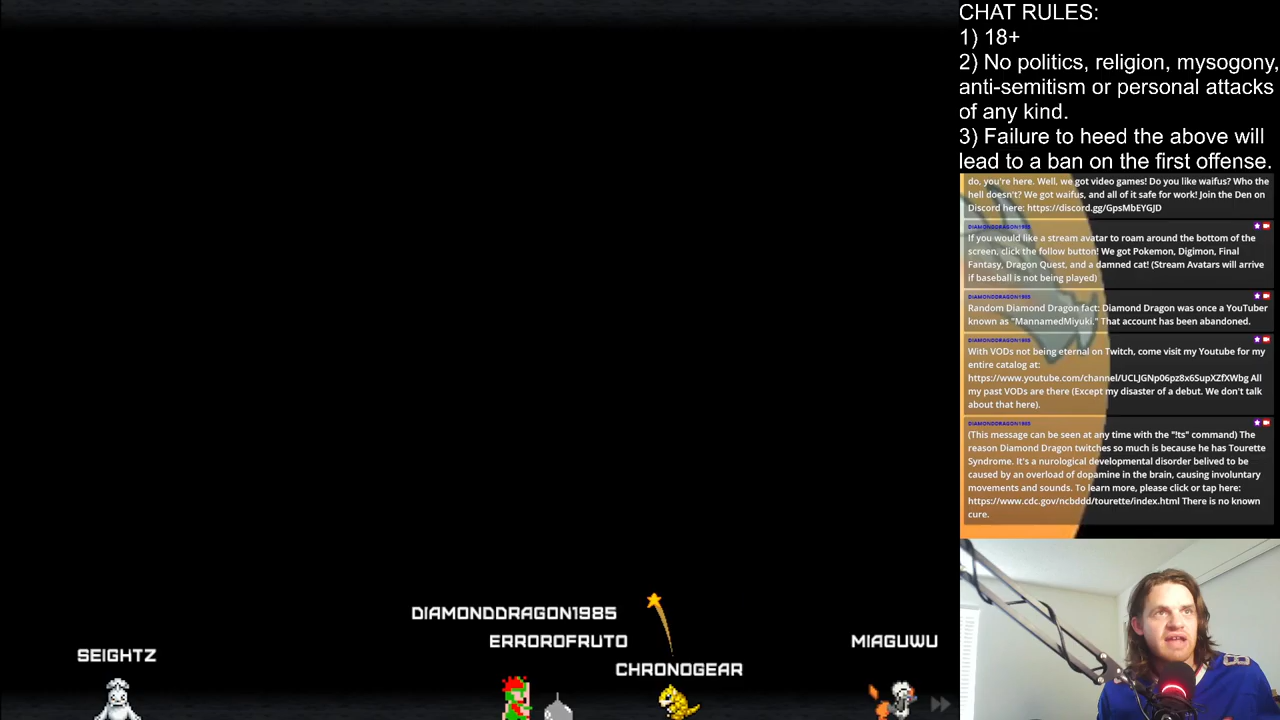 CHAT RULES:
1) 18+
2) No politics, religion, mysogony,
anti-semitism or personal attacks
of any kind.
3) Failure to heed the above will
lead to a ban on the first offense.
do, you're here. Well, we got video games! Do you like waifus? Who the
hell doesn't? We got waifus, and all of it safe for work! Join the Den on
Discord here: https://discord.gg/GpsMbEYGJD
DIAMONDDRAGON1985
If you would like a stream avatar to roam around the bottom of the
screen, click the follow button! We got Pokemon, Digimon, Final
Fantasy, Dragon Quest, and a damned cat! (Stream Avatars will arrive
if baseball is not being played)
DIAMONDDRAGON1985
Random Diamond Dragon fact: Diamond Dragon was once a YouTuber
known as "MannamedMiyuki." That account has been abandoned.
DIAMONDDRAGON1985
With VODs not being eternal on Twitch, come visit my Youtube for my
entire catalog at:
https://www.youtube.com/channel/UCLJGNp06pz8x6SupXZfXWbg All
my past VODs are there (Except my disaster of a debut. We don't talk
about that here).
DIAMONDDRAGON1985
(This message can be seen at any time with the "!ts" command) The
reason Diamond Dragon twitches so much is because he has Tourette
Syndrome. It's a nurological developmental disorder belived to be
caused by an overload of dopamine in the brain, causing involuntary
movements and sounds. To learn more, please click or tap here:
https://www.cdc.gov/ncbddd/tourette/index.html There is no known
cure.
DIAMONDDRAGON1985
ERROROFRUTO
SEIGHTZ
CHRONOGEAR
MIAGUWU